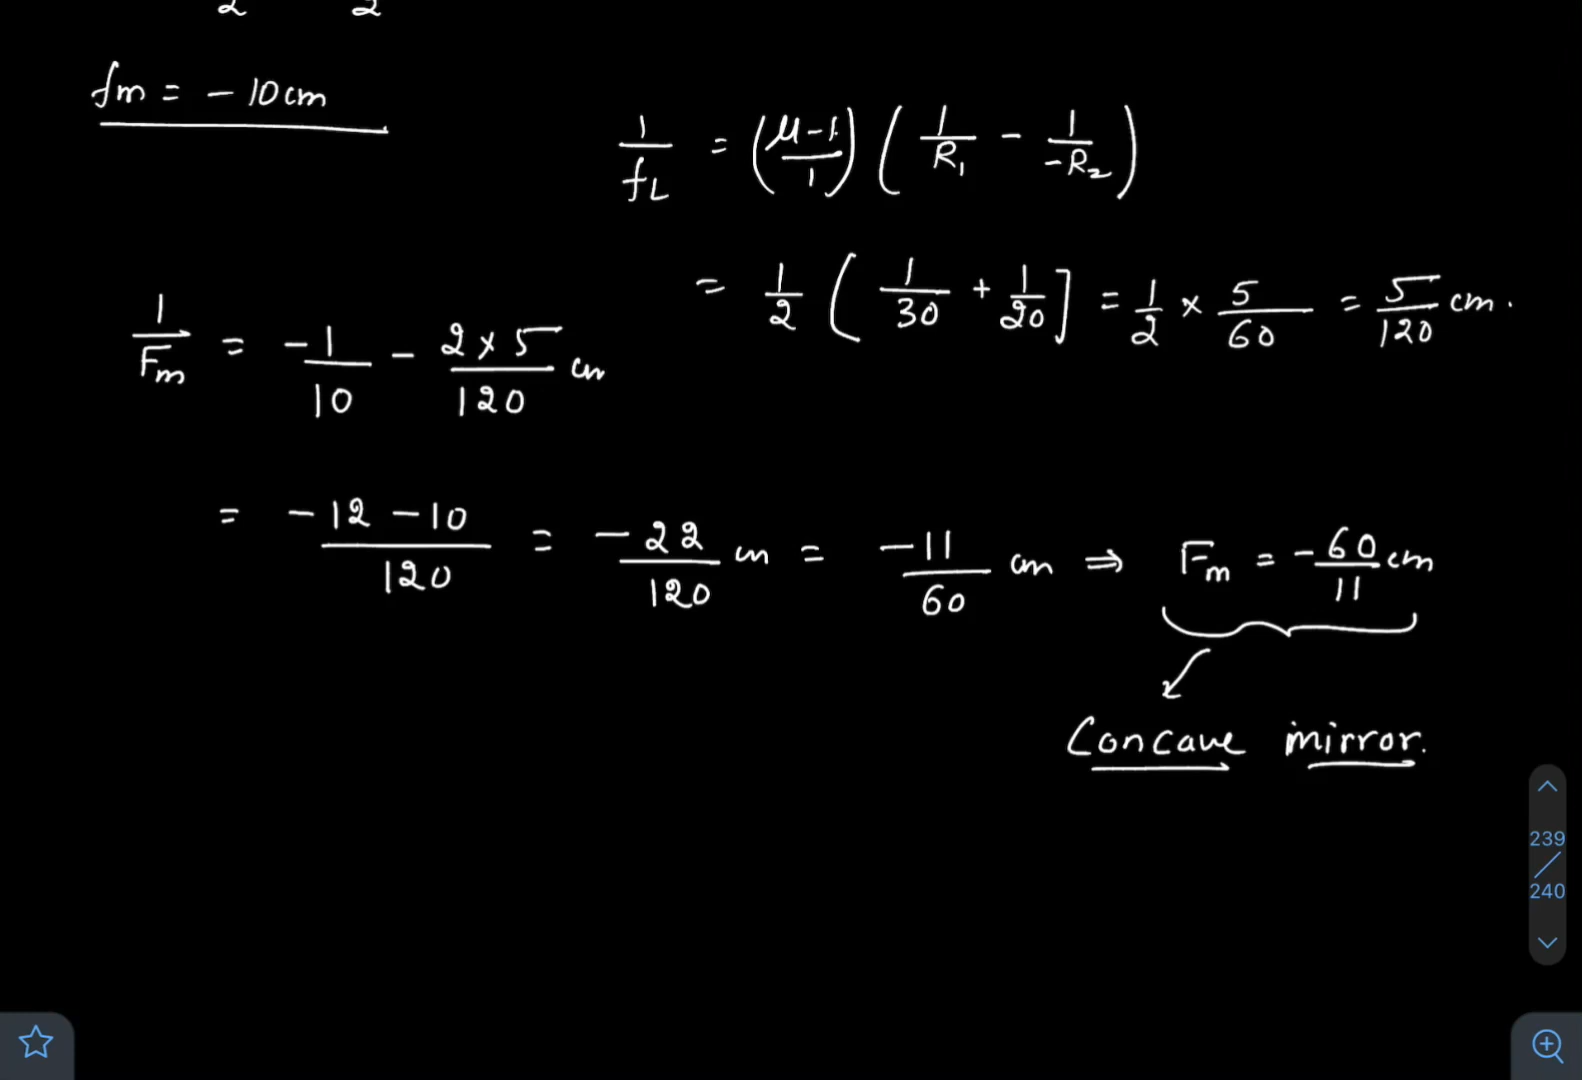 2 2
fm = - 10cm
1/fL = (μ-1/1) ( 1/R1 - 1/-R2 )
= 1/2 ( 1/30 + 1/20 ] = 1/2 × 5/60 = 5/120 cm.
1/Fm = -1/10 - 2×5/120 cm
= -12-10/120 = -22/120 cm = -11/60 cm ⇒ Fm = -60/11 cm
Concave mirror.
239
/
240